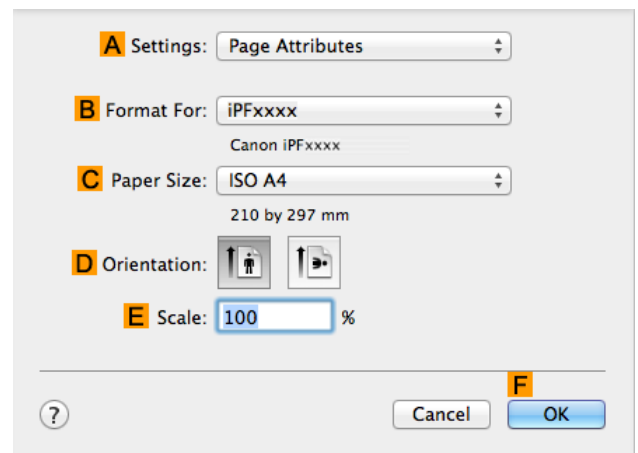 A Settings: Page Attributes
B Format For: iPFxxxx
Canon iPFxxxx
C Paper Size: ISO A4
210 by 297 mm
D Orientation:
E Scale: 100 %
F
? Cancel OK